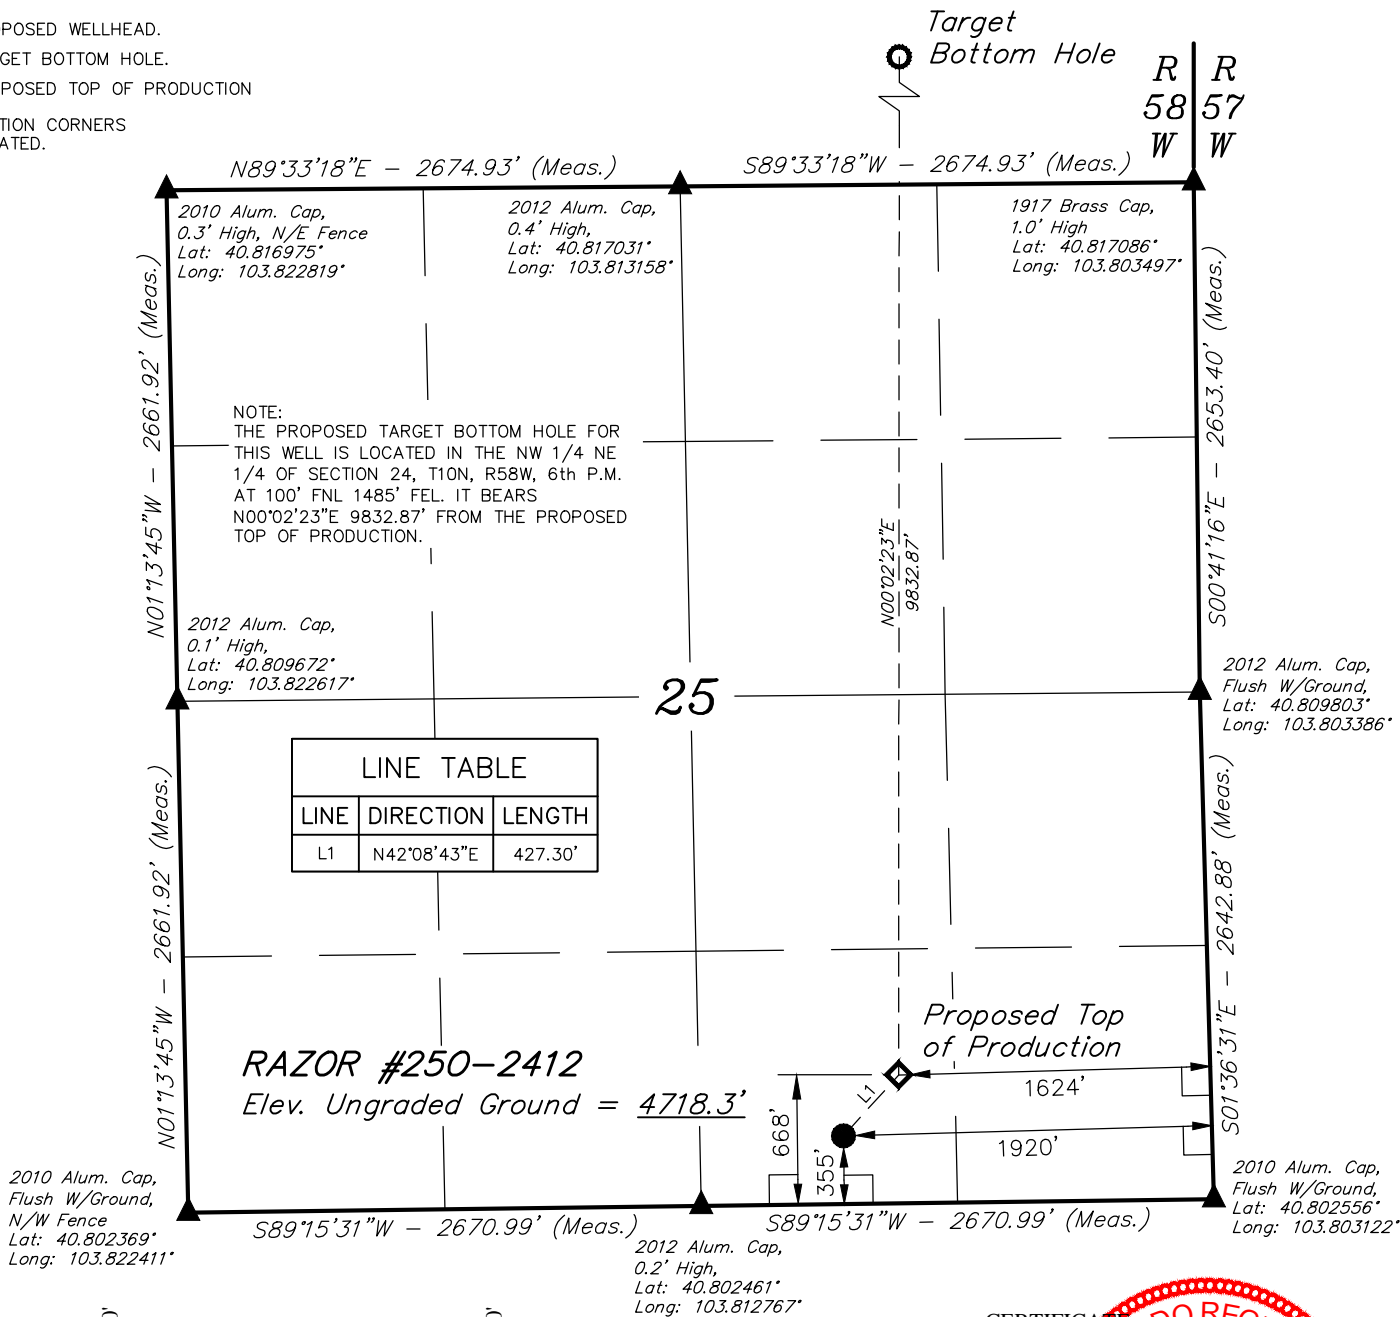 POSED WELLHEAD.
GET BOTTOM HOLE.
POSED TOP OF PRODUCTION
TION CORNERS
ATED.
Target
Bottom Hole
R R
58 57
W W
N89°33'18"E - 2674.93' (Meas.)
S89°33'18"W - 2674.93' (Meas.)
2010 Alum. Cap,
0.3' High, N/E Fence
Lat: 40.816975°
Long: 103.822819°
2012 Alum. Cap,
0.4' High,
Lat: 40.817031°
Long: 103.813158°
1917 Brass Cap,
1.0' High
Lat: 40.817086°
Long: 103.803497°
N01°13'45"W - 2661.92' (Meas.)
S00°41'16"E - 2653.40' (Meas.)
NOTE:
THE PROPOSED TARGET BOTTOM HOLE FOR
THIS WELL IS LOCATED IN THE NW 1/4 NE
1/4 OF SECTION 24, T10N, R58W, 6th P.M.
AT 100' FNL 1485' FEL. IT BEARS
N00°02'23"E 9832.87' FROM THE PROPOSED
TOP OF PRODUCTION.
N00°02'23"E
9832.87'
2012 Alum. Cap,
0.1' High,
Lat: 40.809672°
Long: 103.822617°
25
2012 Alum. Cap,
Flush W/Ground,
Lat: 40.809803°
Long: 103.803386°
LINE TABLE
LINE DIRECTION LENGTH
L1 N42°08'43"E 427.30'
N01°13'45"W - 2661.92' (Meas.)
S01°36'31"E - 2642.88' (Meas.)
Proposed Top
of Production
RAZOR #250-2412
Elev. Ungraded Ground = 4718.3'
L1
1624'
668'
1920'
355'
2010 Alum. Cap,
Flush W/Ground,
N/W Fence
Lat: 40.802369°
Long: 103.822411°
S89°15'31"W - 2670.99' (Meas.)
S89°15'31"W - 2670.99' (Meas.)
2010 Alum. Cap,
Flush W/Ground,
Lat: 40.802556°
Long: 103.803122°
2012 Alum. Cap,
0.2' High,
Lat: 40.802461°
Long: 103.812767°